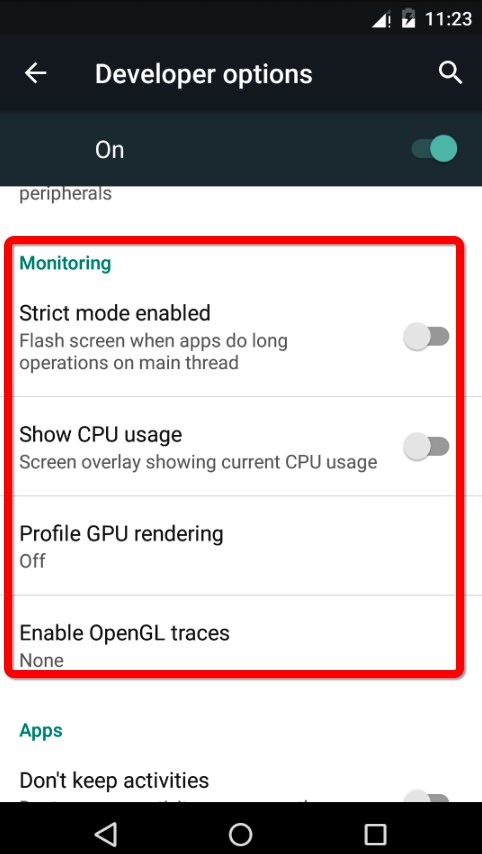 11:23
Developer options
On
peripherals
Monitoring
Strict mode enabled
Flash screen when apps do long
operations on main thread
Show CPU usage
Screen overlay showing current CPU usage
Profile GPU rendering
Off
Enable OpenGL traces
None
Apps
Don't keep activities